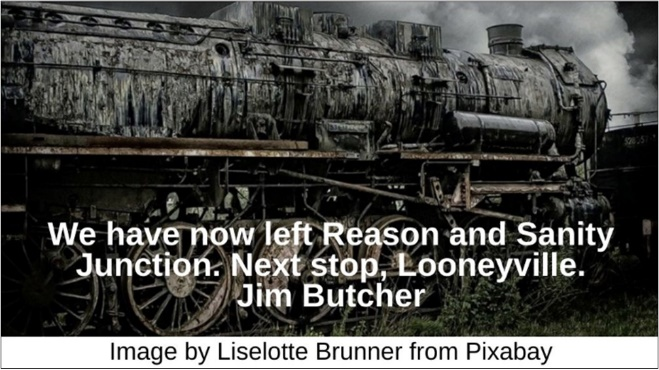 We have now left Reason and Sanity
Junction. Next stop, Looneyville.
Jim Butcher
Image by Liselotte Brunner from Pixabay